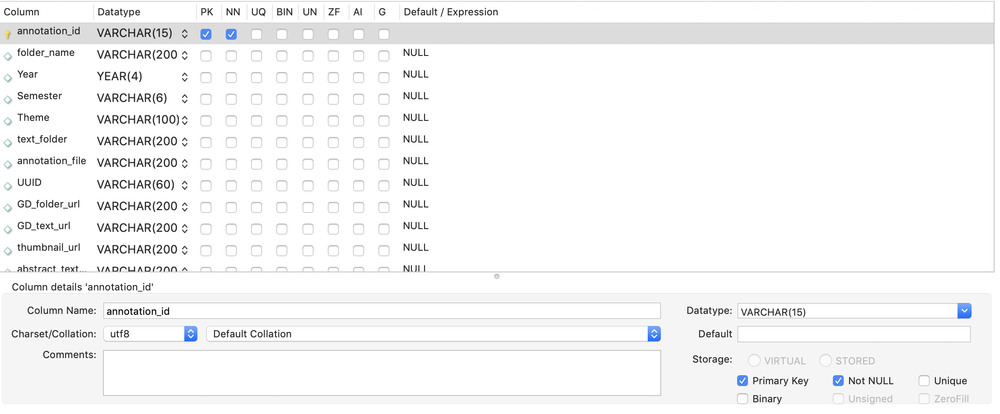 Column Datatype PK NN UQ BIN UN ZF AI G Default / Expression
annotation_id VARCHAR(15)
folder_name VARCHAR(200 NULL
Year YEAR(4) NULL
Semester VARCHAR(6) NULL
Theme VARCHAR(100) NULL
text_folder VARCHAR(200 NULL
annotation_file VARCHAR(200 NULL
UUID VARCHAR(60) NULL
GD_folder_url VARCHAR(200 NULL
GD_text_url VARCHAR(200 NULL
thumbnail_url VARCHAR(200 NULL
abstract_text... VARCHAR(200 NULL
Column details 'annotation_id'
Column Name: annotation_id Datatype: VARCHAR(15)
Charset/Collation: utf8 Default Collation Default
Comments: Storage: VIRTUAL STORED
Primary Key Not NULL Unique
Binary Unsigned ZeroFill